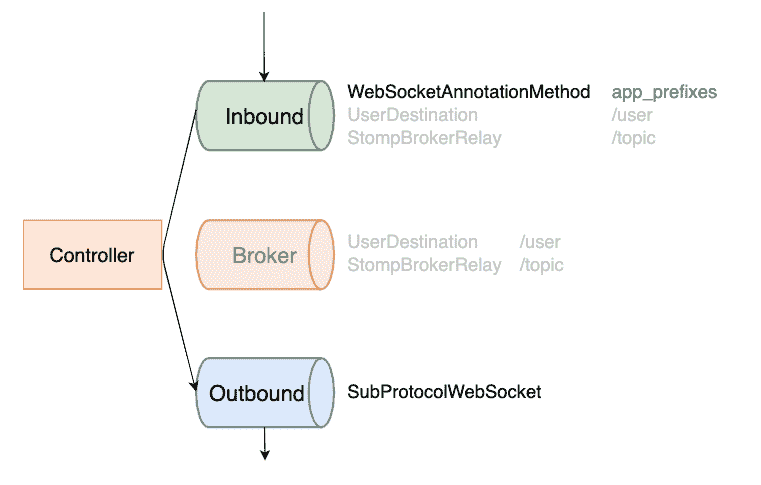 Inbound
WebSocketAnnotationMethod app_prefixes
UserDestination /user
StompBrokerRelay /topic
Controller
Broker
UserDestination /user
StompBrokerRelay /topic
Outbound
SubProtocolWebSocket